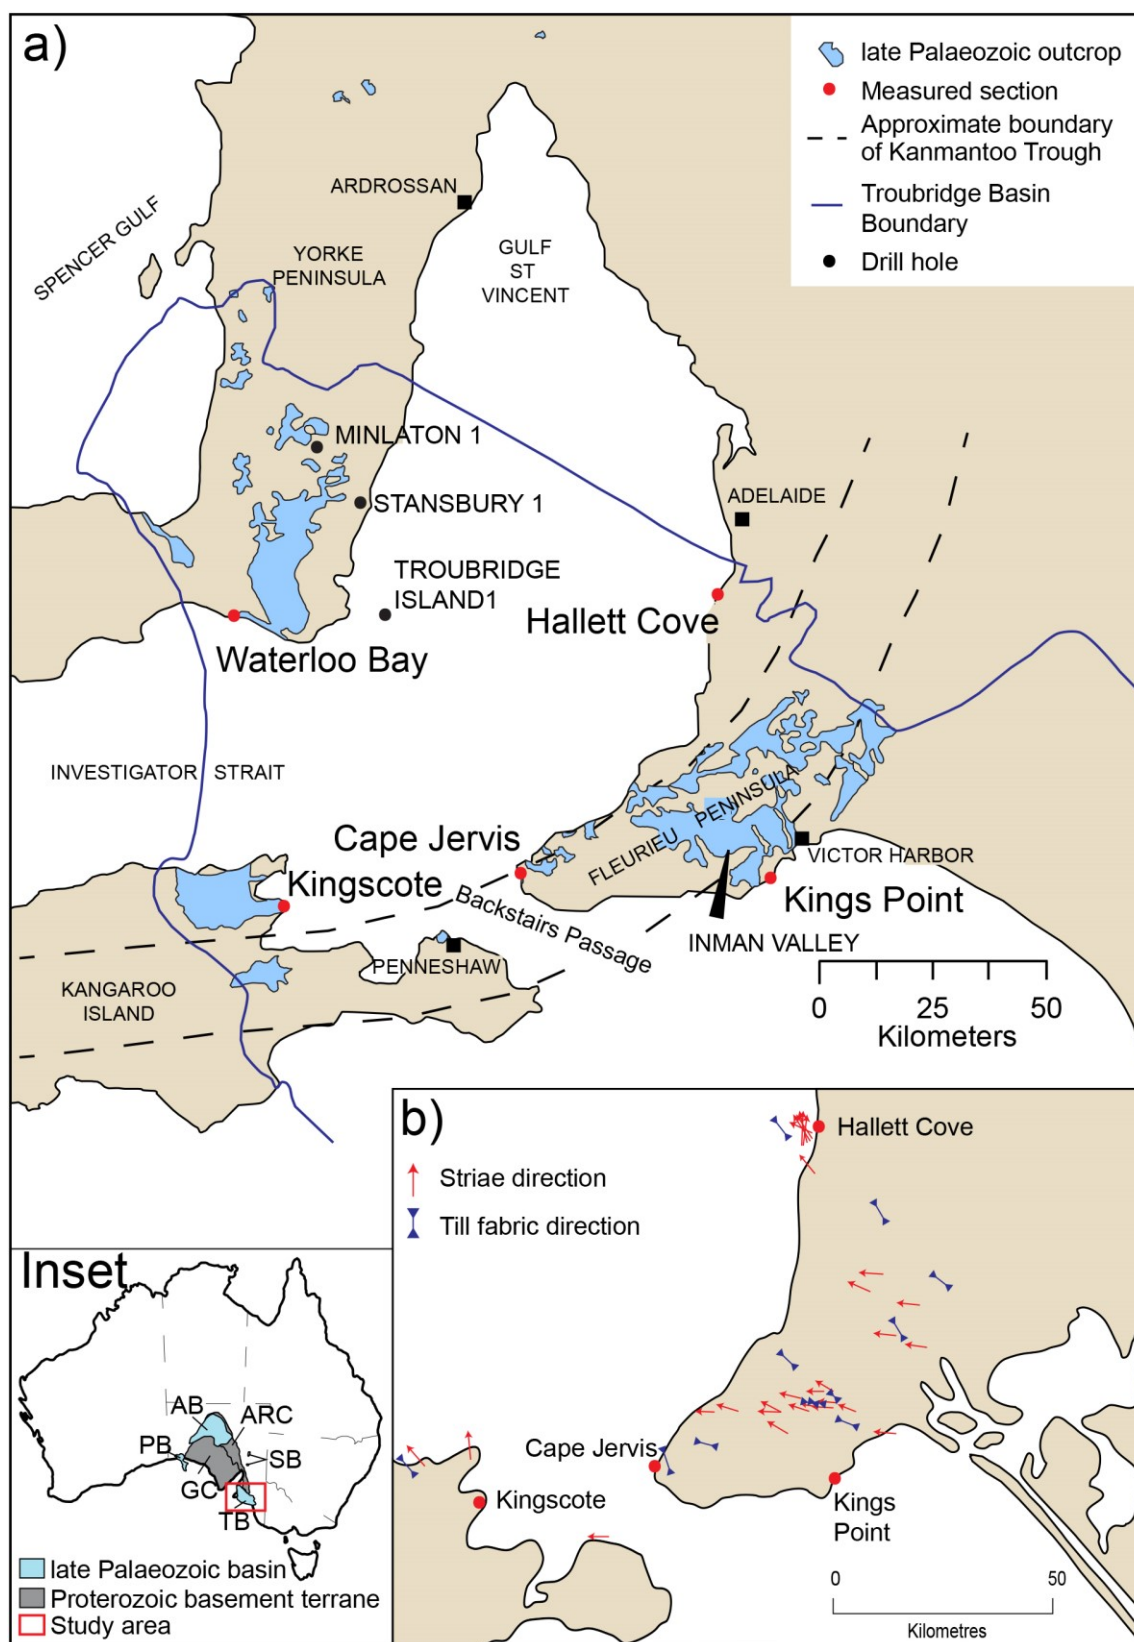 a)
late Palaeozoic outcrop
Measured section
Approximate boundary
of Kanmantoo Trough
Troubridge Basin
Boundary
Drill hole
ARDROSSAN
SPENCER GULF
YORKE
PENINSULA
GULF
ST
VINCENT
MINLATON 1
STANSBURY 1
ADELAIDE
TROUBRIDGE
ISLAND1
Hallett Cove
Waterloo Bay
INVESTIGATOR STRAIT
FLEURIEU PENINSULA
Cape Jervis
VICTOR HARBOR
Kingscote
Kings Point
Backstairs Passage
INMAN VALLEY
PENNESHAW
KANGAROO
ISLAND
0 25 50
Kilometers
b)
Hallett Cove
Striae direction
Till fabric direction
Cape Jervis
Kingscote
Kings
Point
0 50
Kilometres
Inset
AB
ARC
PB
SB
GC
TB
late Palaeozoic basin
Proterozoic basement terrane
Study area